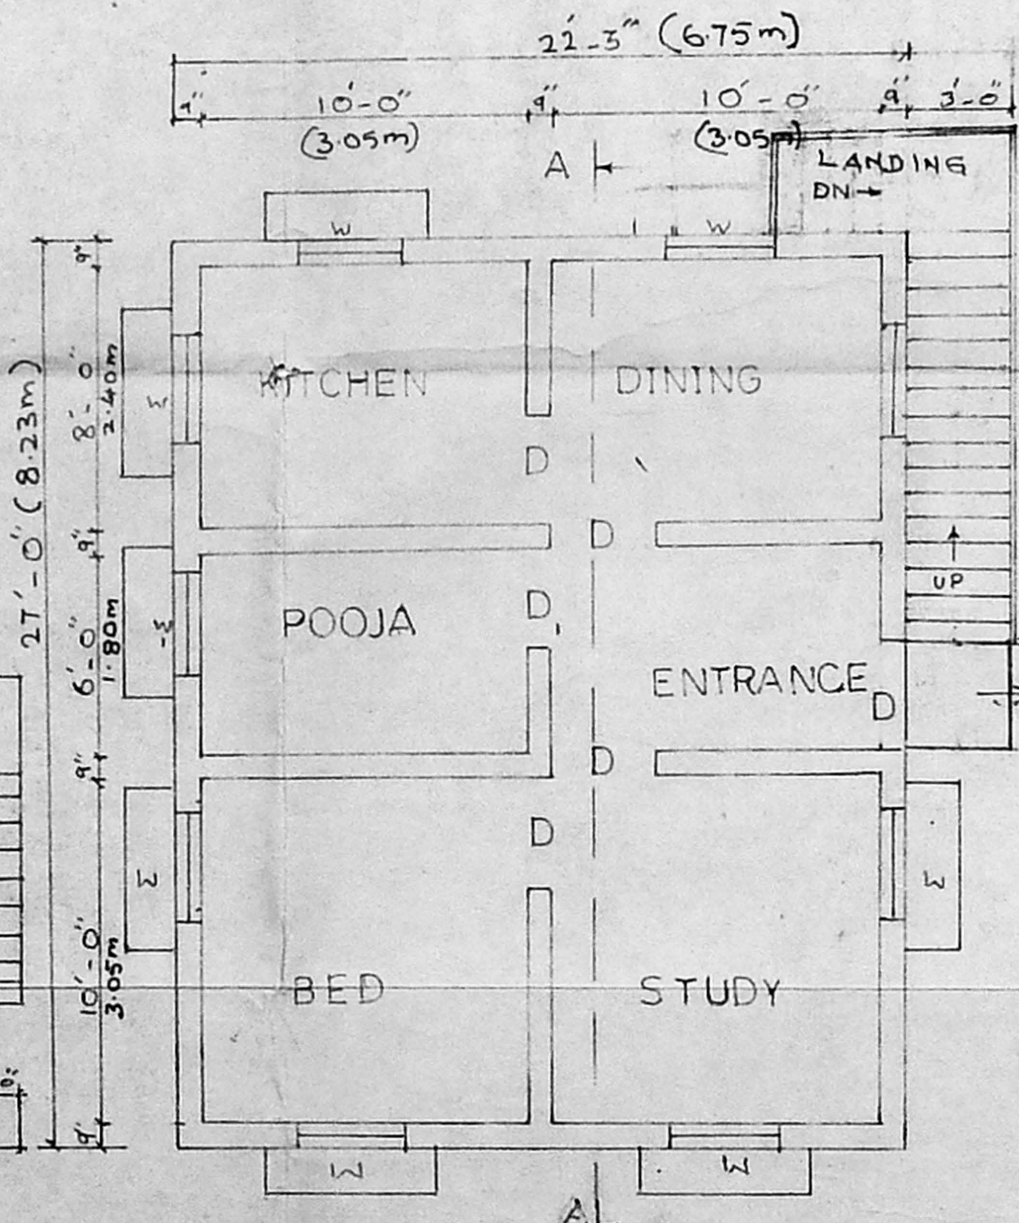 22'-3" (6.75m)
9" 10'-0" 9" 10'-0" 9" 3'-0"
(3.05m) (3.05m)
A LANDING
DN→
W W
9"
27'-0" (8.23m)
8'-0"
2.40m
W
KITCHEN DINING
D
9" D
UP
6'-0"
1.80m
W
POOJA D
ENTRANCE D
9" D
D
W W
10'-0"
3.05m
BED STUDY
9"
W W
A